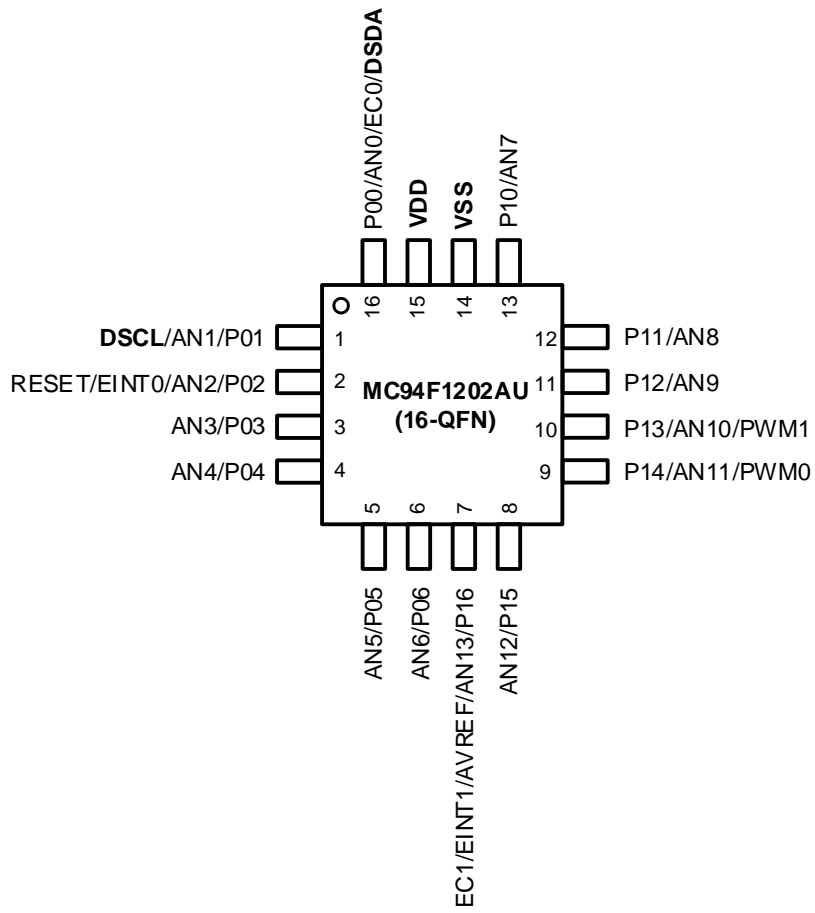 P00/AN0/EC0/DSDA
VDD
VSS
P10/AN7
16
15
14
13
DSCL/AN1/P01
1
12
P11/AN8
RESET/EINT0/AN2/P02
2
MC94F1202AU
11
P12/AN9
AN3/P03
3
(16-QFN)
10
P13/AN10/PWM1
AN4/P04
4
9
P14/AN11/PWM0
5
6
7
8
AN5/P05
AN6/P06
EC1/EINT1/AVREF/AN13/P16
AN12/P15